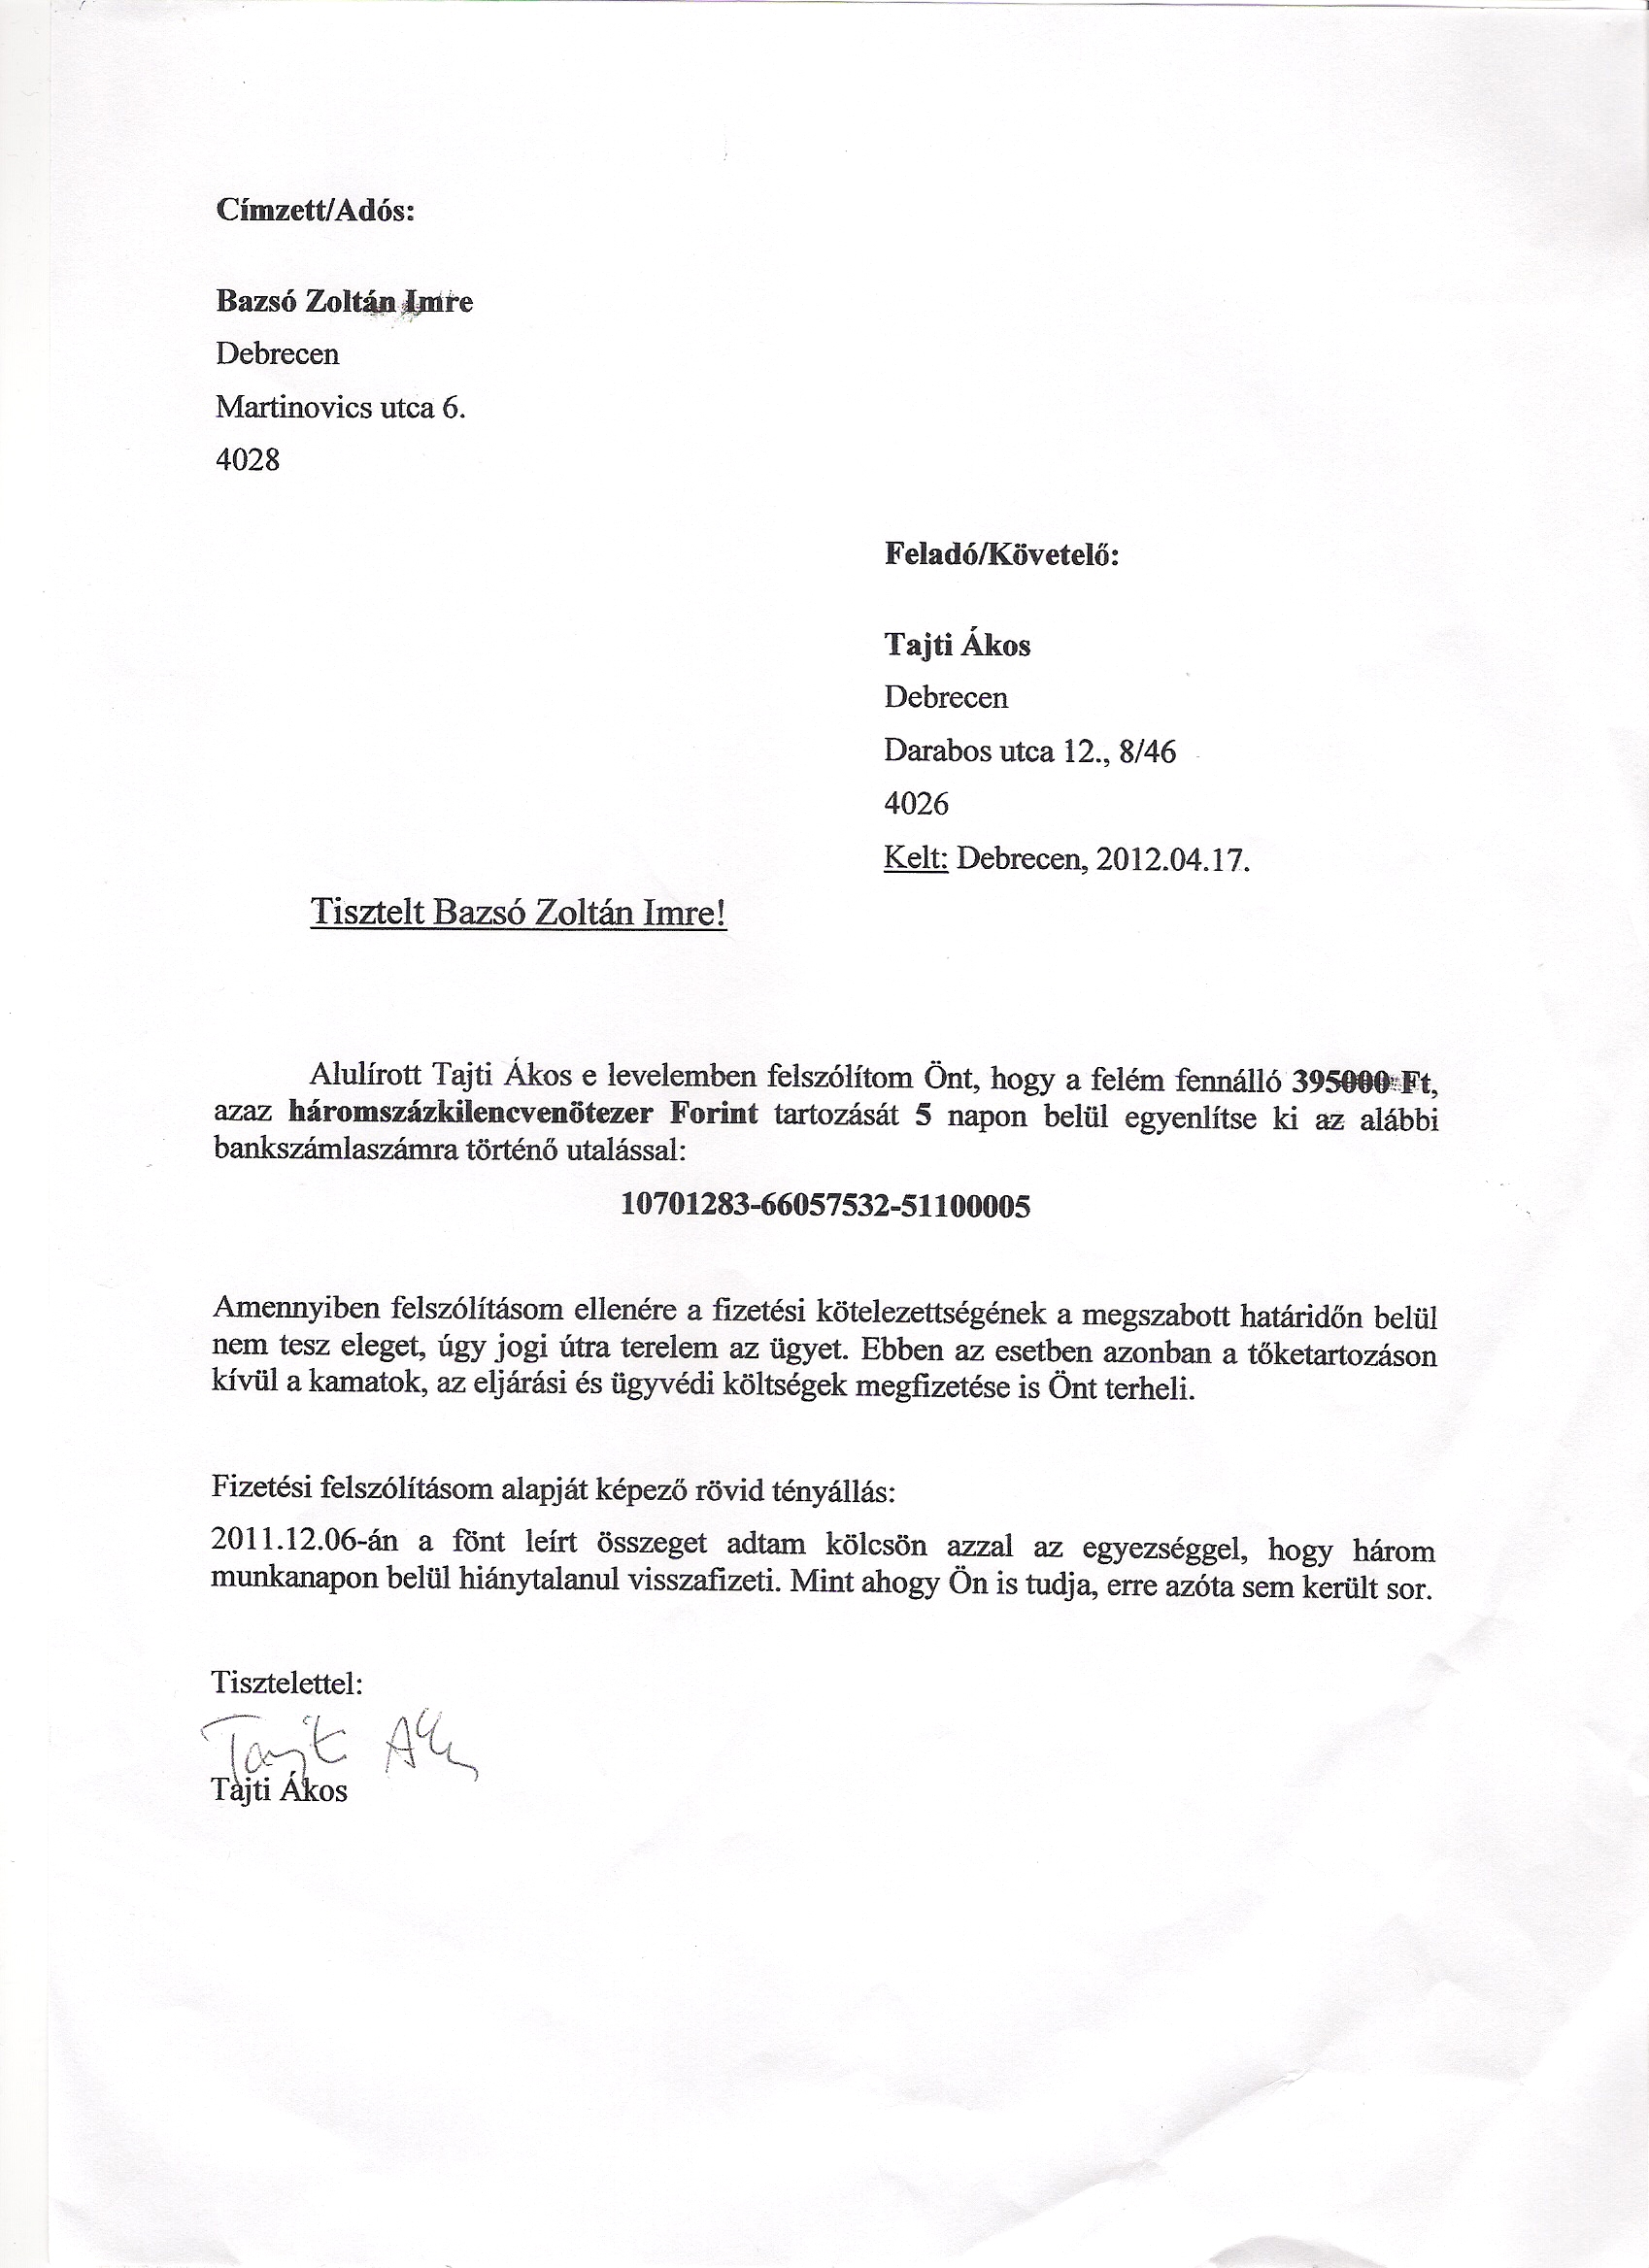 Címzett/Adós:
Bazsó Zoltán Imre
Debrecen
Martinovics utca 6.
4028
Feladó/Követelő:
Tajti Ákos
Debrecen
Darabos utca 12., 8/46
4026
Kelt: Debrecen, 2012.04.17.
Tisztelt Bazsó Zoltán Imre!
Alulírott Tajti Ákos e levelemben felszólítom Önt, hogy a felém fennálló 395000 Ft,
azaz háromszázkilencvenötezer Forint tartozását 5 napon belül egyenlítse ki az alábbi
bankszámlaszámra történő utalással:
10701283-66057532-51100005
Amennyiben felszólításom ellenére a fizetési kötelezettségének a megszabott határidőn belül
nem tesz eleget, úgy jogi útra terelem az ügyet. Ebben az esetben azonban a tőketartozáson
kívül a kamatok, az eljárási és ügyvédi költségek megfizetése is Önt terheli.
Fizetési felszólításom alapját képező rövid tényállás:
2011.12.06-án a fönt leírt összeget adtam kölcsön azzal az egyezséggel, hogy három
munkanapon belül hiánytalanul visszafizeti. Mint ahogy Ön is tudja, erre azóta sem került sor.
Tisztelettel:
Tajti Ákos
Tajti Ákos